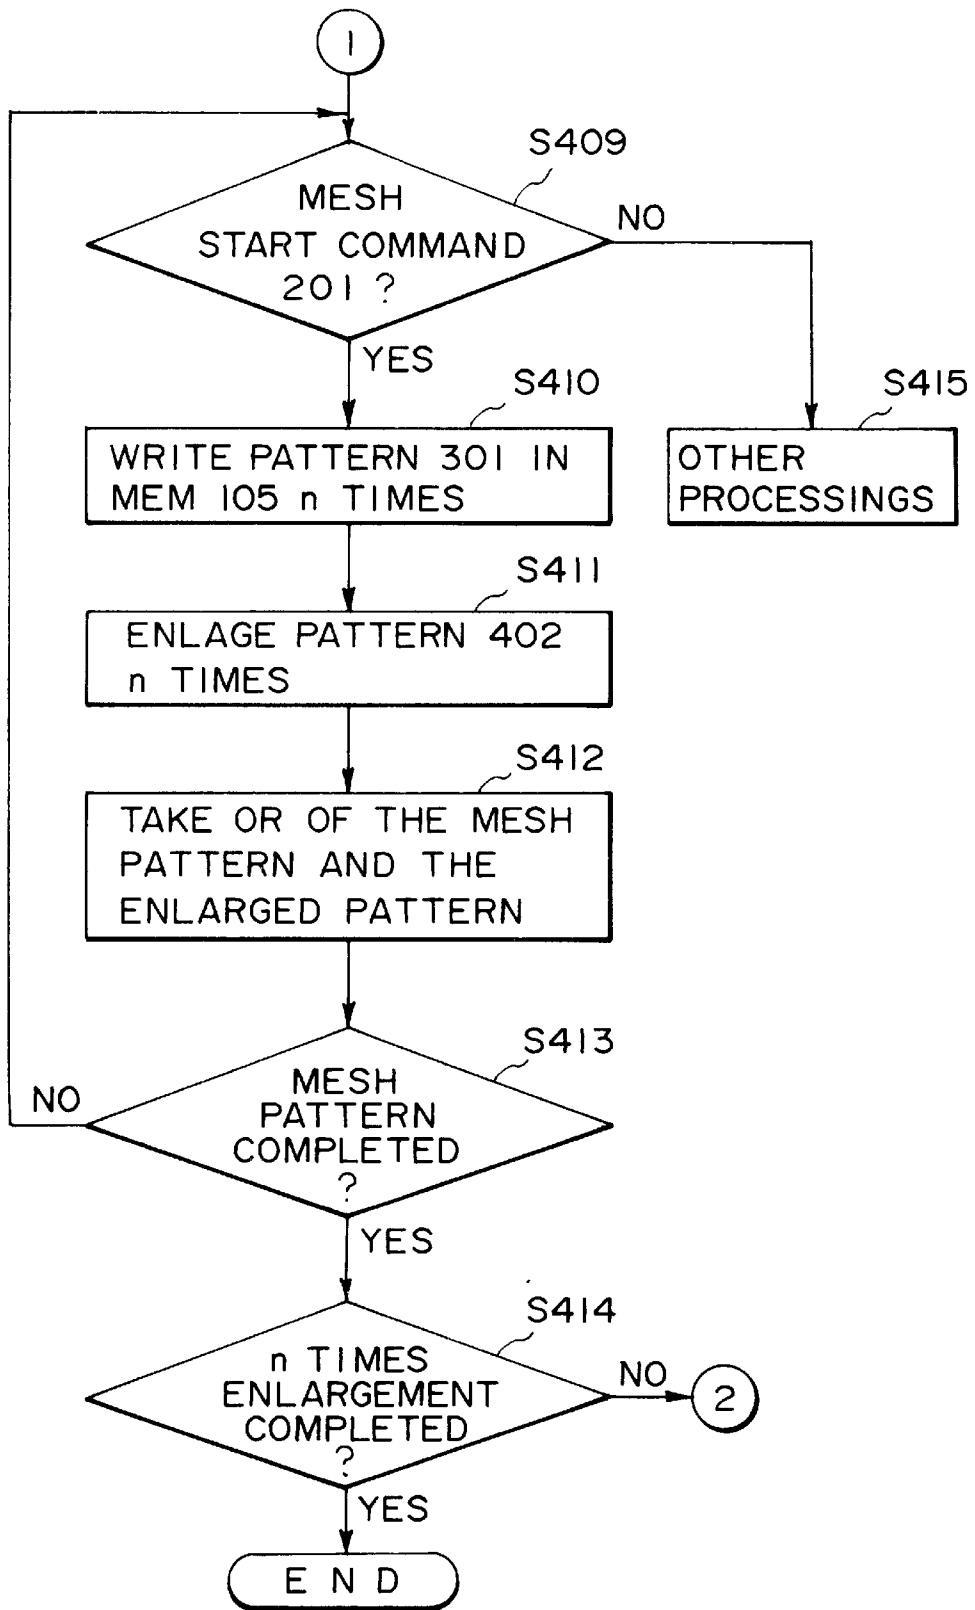 1
S409
MESH
START COMMAND
201 ?
NO
YES
S410
WRITE PATTERN 301 IN
MEM 105 n TIMES
S415
OTHER
PROCESSINGS
S411
ENLAGE PATTERN 402
n TIMES
S412
TAKE OR OF THE MESH
PATTERN AND THE
ENLARGED PATTERN
S413
MESH
PATTERN
COMPLETED
?
NO
YES
S414
n TIMES
ENLARGEMENT
COMPLETED
?
NO
2
YES
END